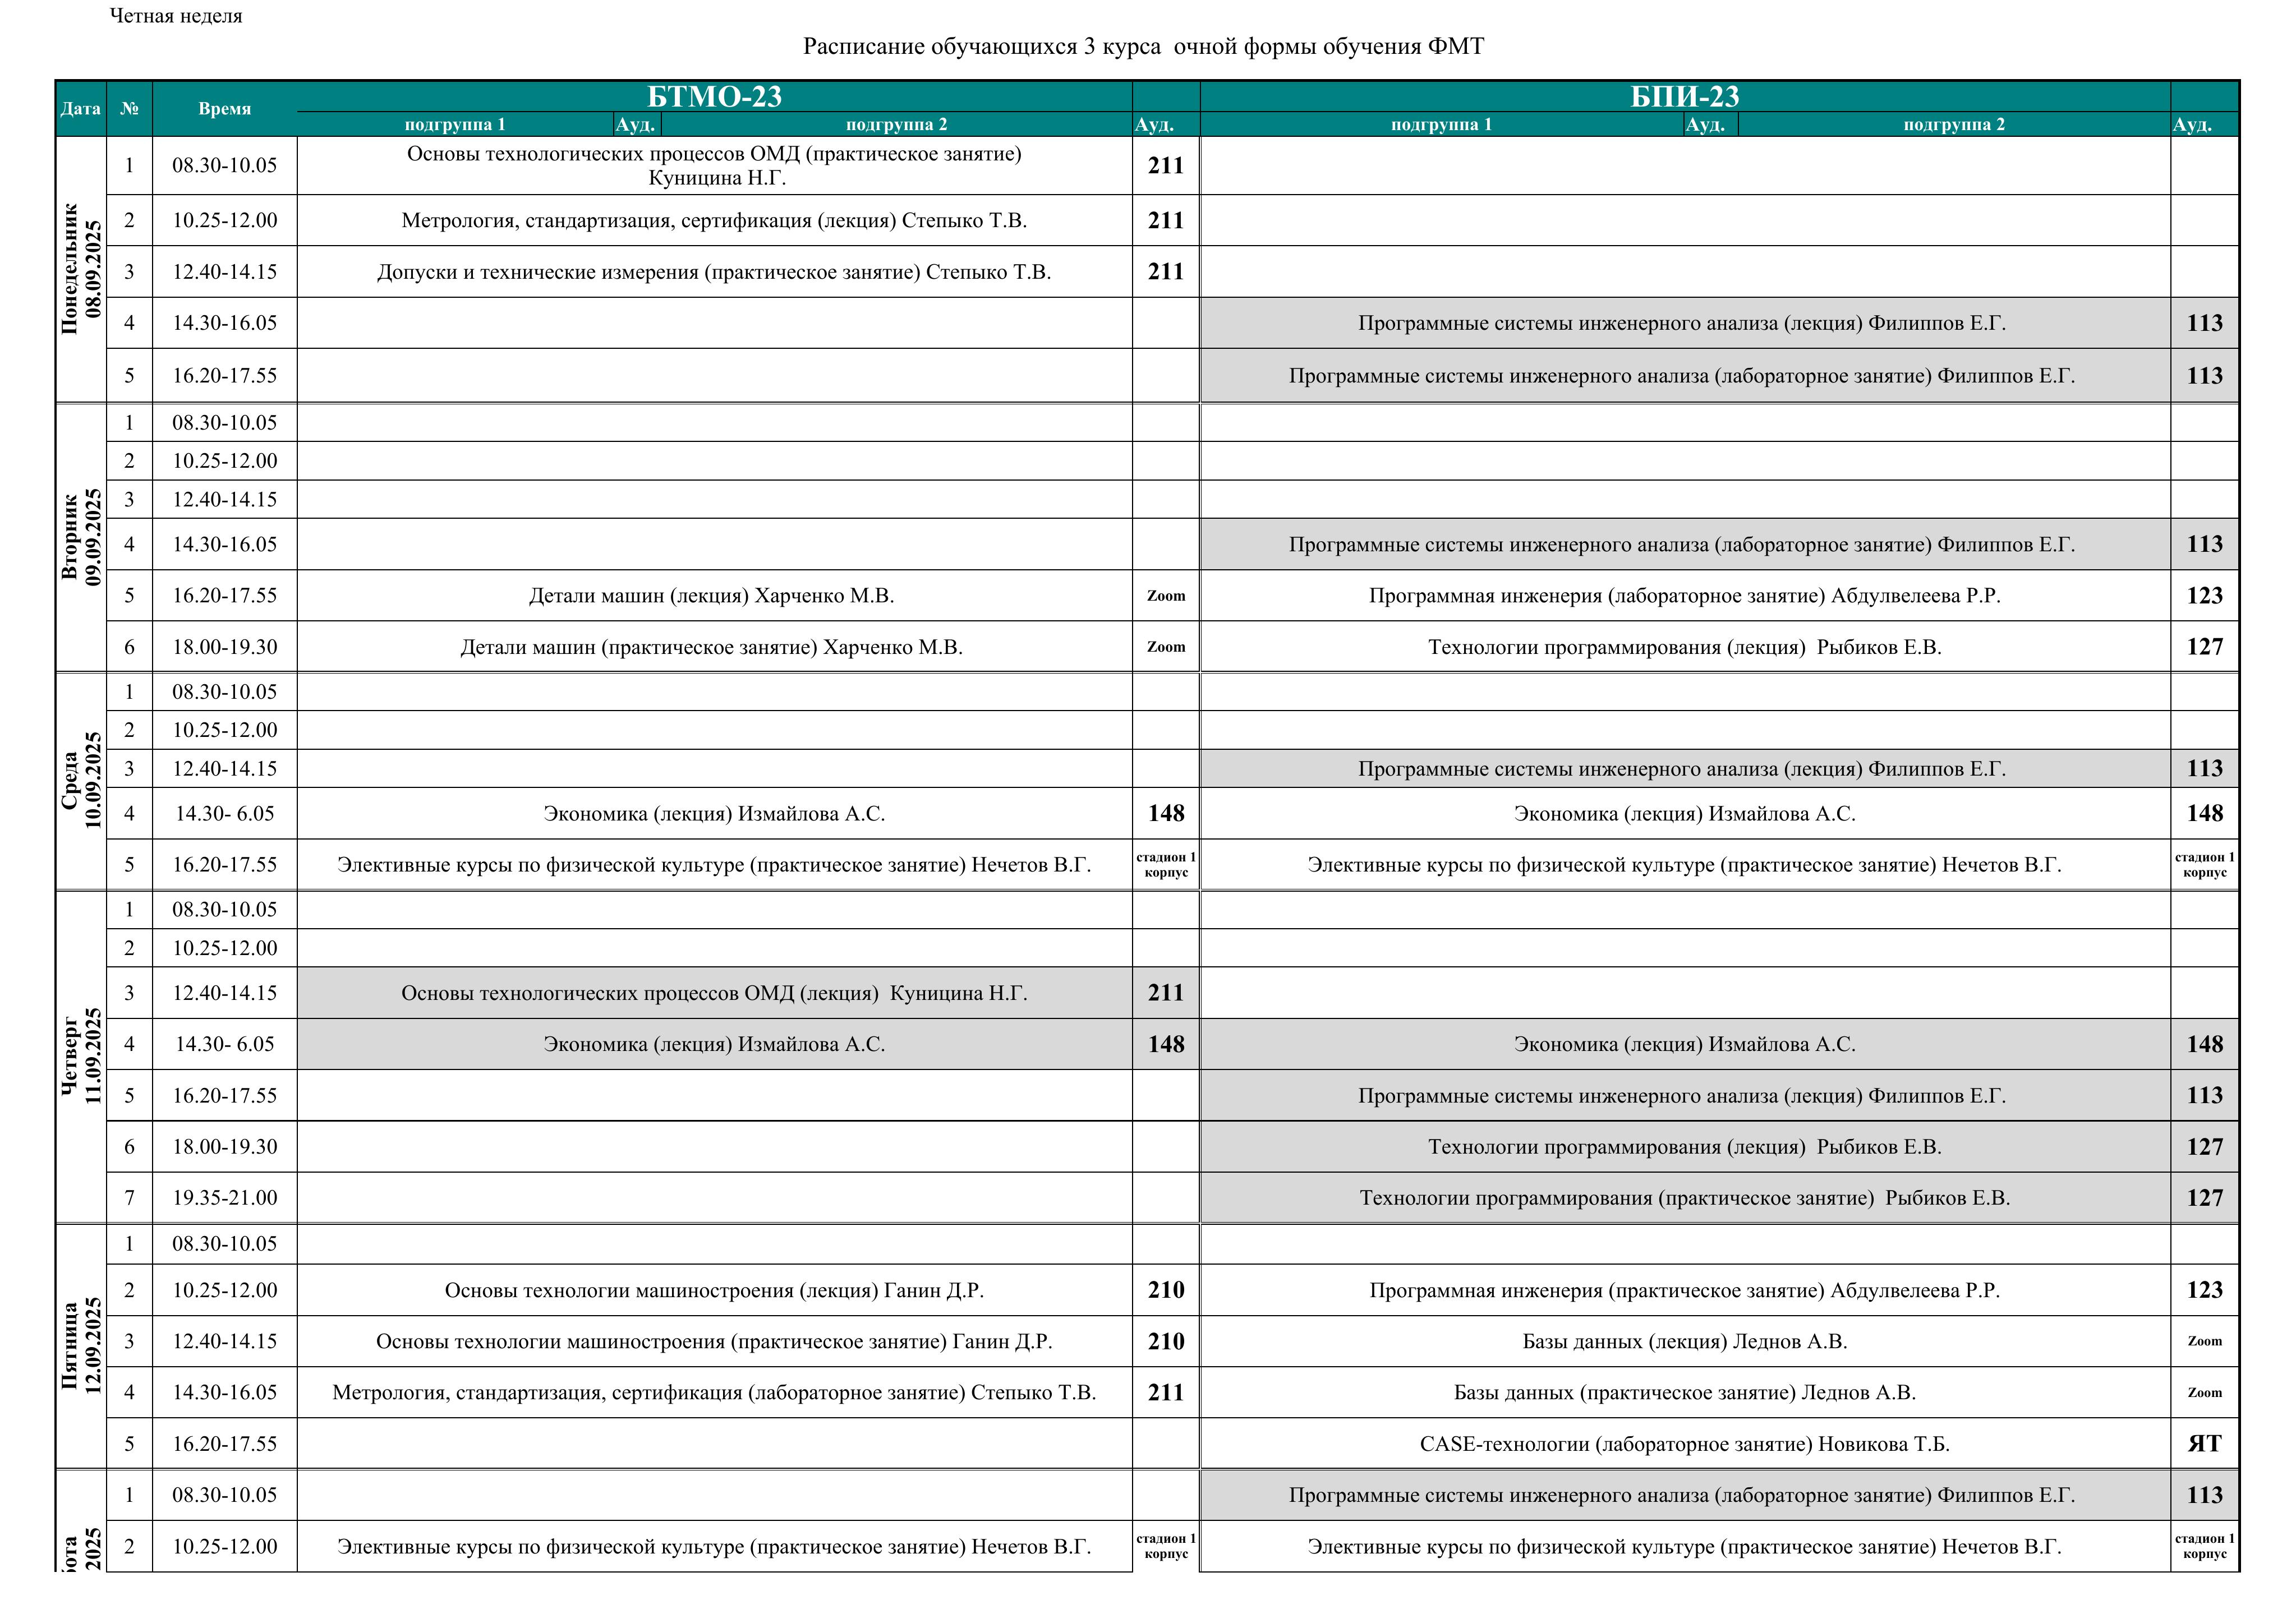 Четная неделя
Расписание обучающихся 3 курса  очной формы обучения ФМТ
Дата № Время БТМО-23 БПИ-23
подгруппа 1 Ауд. подгруппа 2 Ауд. подгруппа 1 Ауд. подгруппа 2 Ауд.
Понедельник
08.09.2025
1 08.30-10.05 Основы технологических процессов ОМД (практическое занятие)
Куницина Н.Г. 211
2 10.25-12.00 Метрология, стандартизация, сертификация (лекция) Степыко Т.В. 211
3 12.40-14.15 Допуски и технические измерения (практическое занятие) Степыко Т.В. 211
4 14.30-16.05 Программные системы инженерного анализа (лекция) Филиппов Е.Г. 113
5 16.20-17.55 Программные системы инженерного анализа (лабораторное занятие) Филиппов Е.Г. 113
Вторник
09.09.2025
1 08.30-10.05
2 10.25-12.00
3 12.40-14.15
4 14.30-16.05 Программные системы инженерного анализа (лабораторное занятие) Филиппов Е.Г. 113
5 16.20-17.55 Детали машин (лекция) Харченко М.В. Zoom Программная инженерия (лабораторное занятие) Абдулвелеева Р.Р. 123
6 18.00-19.30 Детали машин (практическое занятие) Харченко М.В. Zoom Технологии программирования (лекция)  Рыбиков Е.В. 127
Среда
10.09.2025
1 08.30-10.05
2 10.25-12.00
3 12.40-14.15 Программные системы инженерного анализа (лекция) Филиппов Е.Г. 113
4 14.30- 6.05 Экономика (лекция) Измайлова А.С. 148 Экономика (лекция) Измайлова А.С. 148
5 16.20-17.55 Элективные курсы по физической культуре (практическое занятие) Нечетов В.Г. стадион 1 корпус Элективные курсы по физической культуре (практическое занятие) Нечетов В.Г. стадион 1 корпус
Четверг
11.09.2025
1 08.30-10.05
2 10.25-12.00
3 12.40-14.15 Основы технологических процессов ОМД (лекция)  Куницина Н.Г. 211
4 14.30- 6.05 Экономика (лекция) Измайлова А.С. 148 Экономика (лекция) Измайлова А.С. 148
5 16.20-17.55 Программные системы инженерного анализа (лекция) Филиппов Е.Г. 113
6 18.00-19.30 Технологии программирования (лекция)  Рыбиков Е.В. 127
7 19.35-21.00 Технологии программирования (практическое занятие)  Рыбиков Е.В. 127
Пятница
12.09.2025
1 08.30-10.05
2 10.25-12.00 Основы технологии машиностроения (лекция) Ганин Д.Р. 210 Программная инженерия (практическое занятие) Абдулвелеева Р.Р. 123
3 12.40-14.15 Основы технологии машиностроения (практическое занятие) Ганин Д.Р. 210 Базы данных (лекция) Леднов А.В. Zoom
4 14.30-16.05 Метрология, стандартизация, сертификация (лабораторное занятие) Степыко Т.В. 211 Базы данных (практическое занятие) Леднов А.В. Zoom
5 16.20-17.55 CASE-технологии (лабораторное занятие) Новикова Т.Б. ЯТ
бота
2025
1 08.30-10.05 Программные системы инженерного анализа (лабораторное занятие) Филиппов Е.Г. 113
2 10.25-12.00 Элективные курсы по физической культуре (практическое занятие) Нечетов В.Г. стадион 1 корпус Элективные курсы по физической культуре (практическое занятие) Нечетов В.Г. стадион 1 корпус